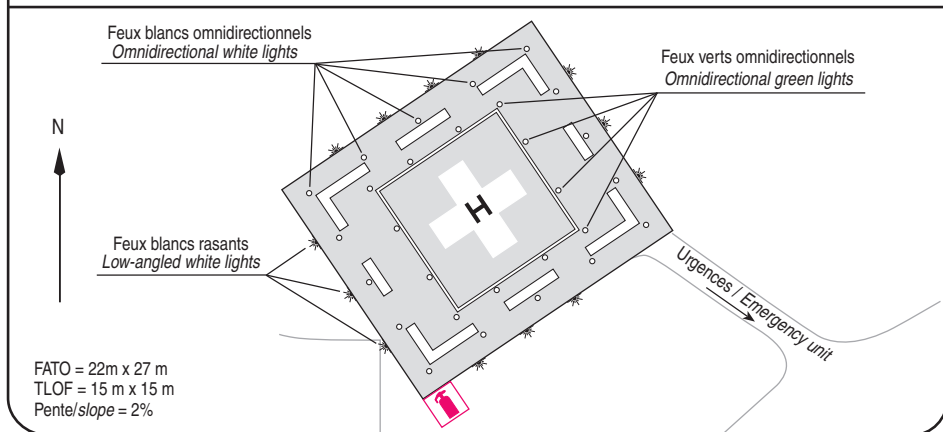 Feux blancs omnidirectionnels
Omnidirectional white lights
Feux verts omnidirectionnels
Omnidirectional green lights
N
H
Feux blancs rasants
Low-angled white lights
Urgences / Emergency unit
FATO = 22m x 27 m
TLOF = 15 m x 15 m
Pente/slope = 2%